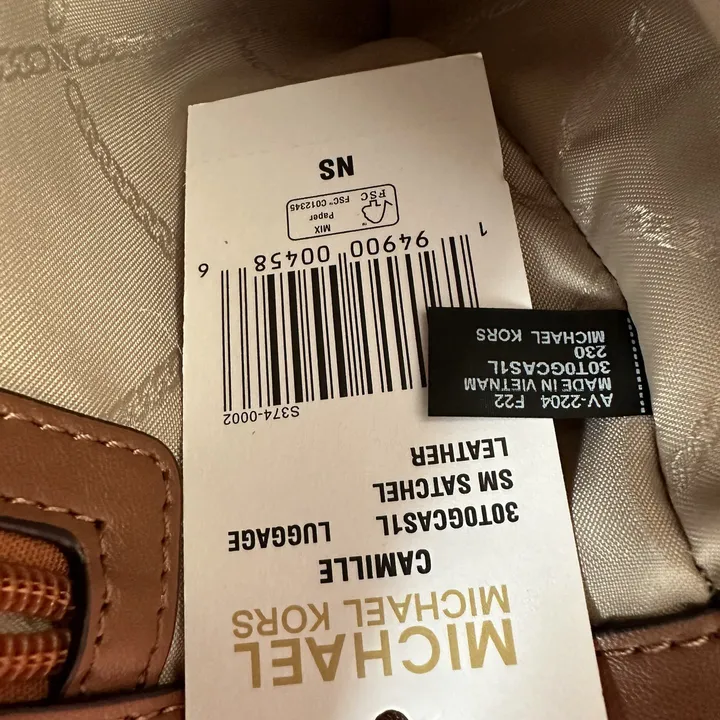 MICHAEL
MICHAEL KORS
CAMILLE
30T0GCAS1L LUGGAGE
SM SATCHEL
LEATHER
S374-0002
1 94900 00458 6
MIX
Paper
FSC™ C012345
FSC
NS
AV-2204 F22
MADE IN VIETNAM
30T0GCAS1L
230
MICHAEL KORS